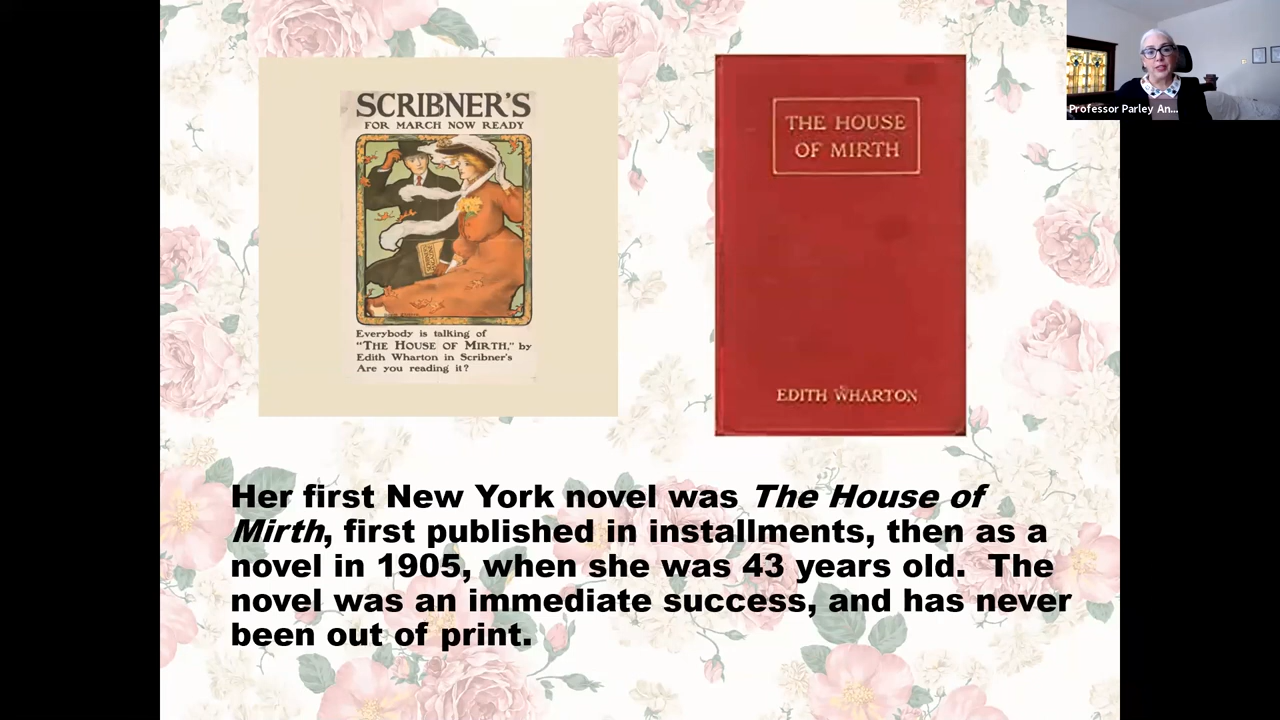 SCRIBNER'S
FOR MARCH NOW READY
Everybody is talking of
"THE HOUSE OF MIRTH," by
Edith Wharton in Scribner's
Are you reading it?
THE HOUSE
OF MIRTH
EDITH WHARTON
Professor Parley An...
Her first New York novel was The House of
Mirth, first published in installments, then as a
novel in 1905, when she was 43 years old. The
novel was an immediate success, and has never
been out of print.